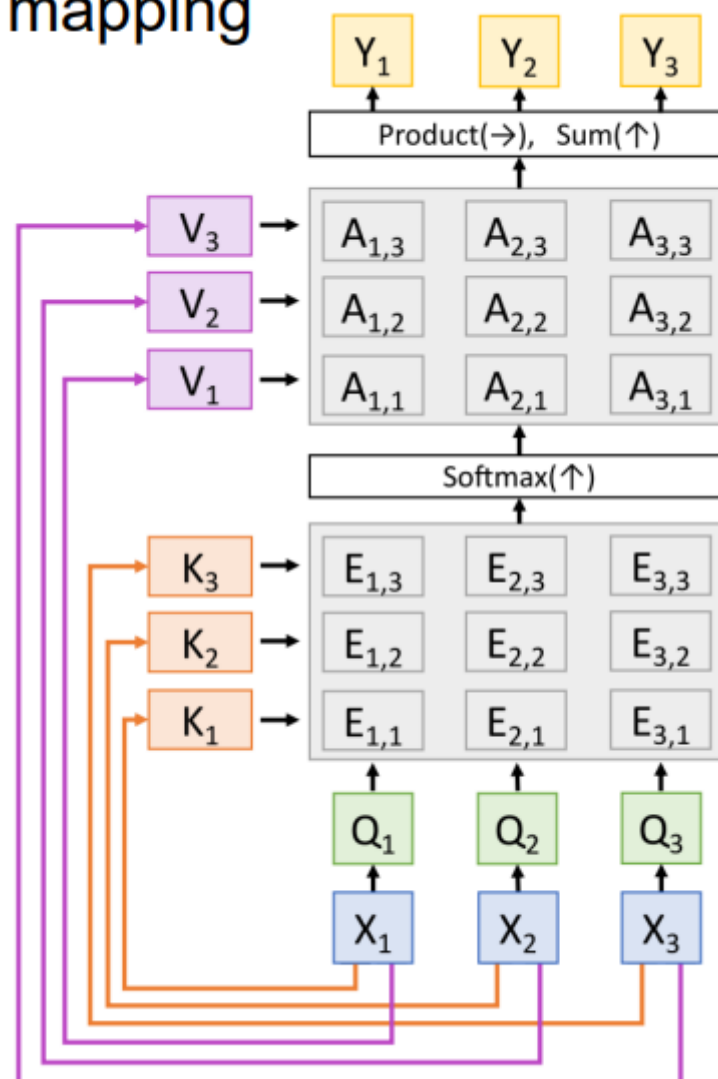 mapping
Y₁ Y₂ Y₃
Product(→), Sum(↑)
V₃ A₁,₃ A₂,₃ A₃,₃
V₂ A₁,₂ A₂,₂ A₃,₂
V₁ A₁,₁ A₂,₁ A₃,₁
Softmax(↑)
K₃ E₁,₃ E₂,₃ E₃,₃
K₂ E₁,₂ E₂,₂ E₃,₂
K₁ E₁,₁ E₂,₁ E₃,₁
Q₁ Q₂ Q₃
X₁ X₂ X₃